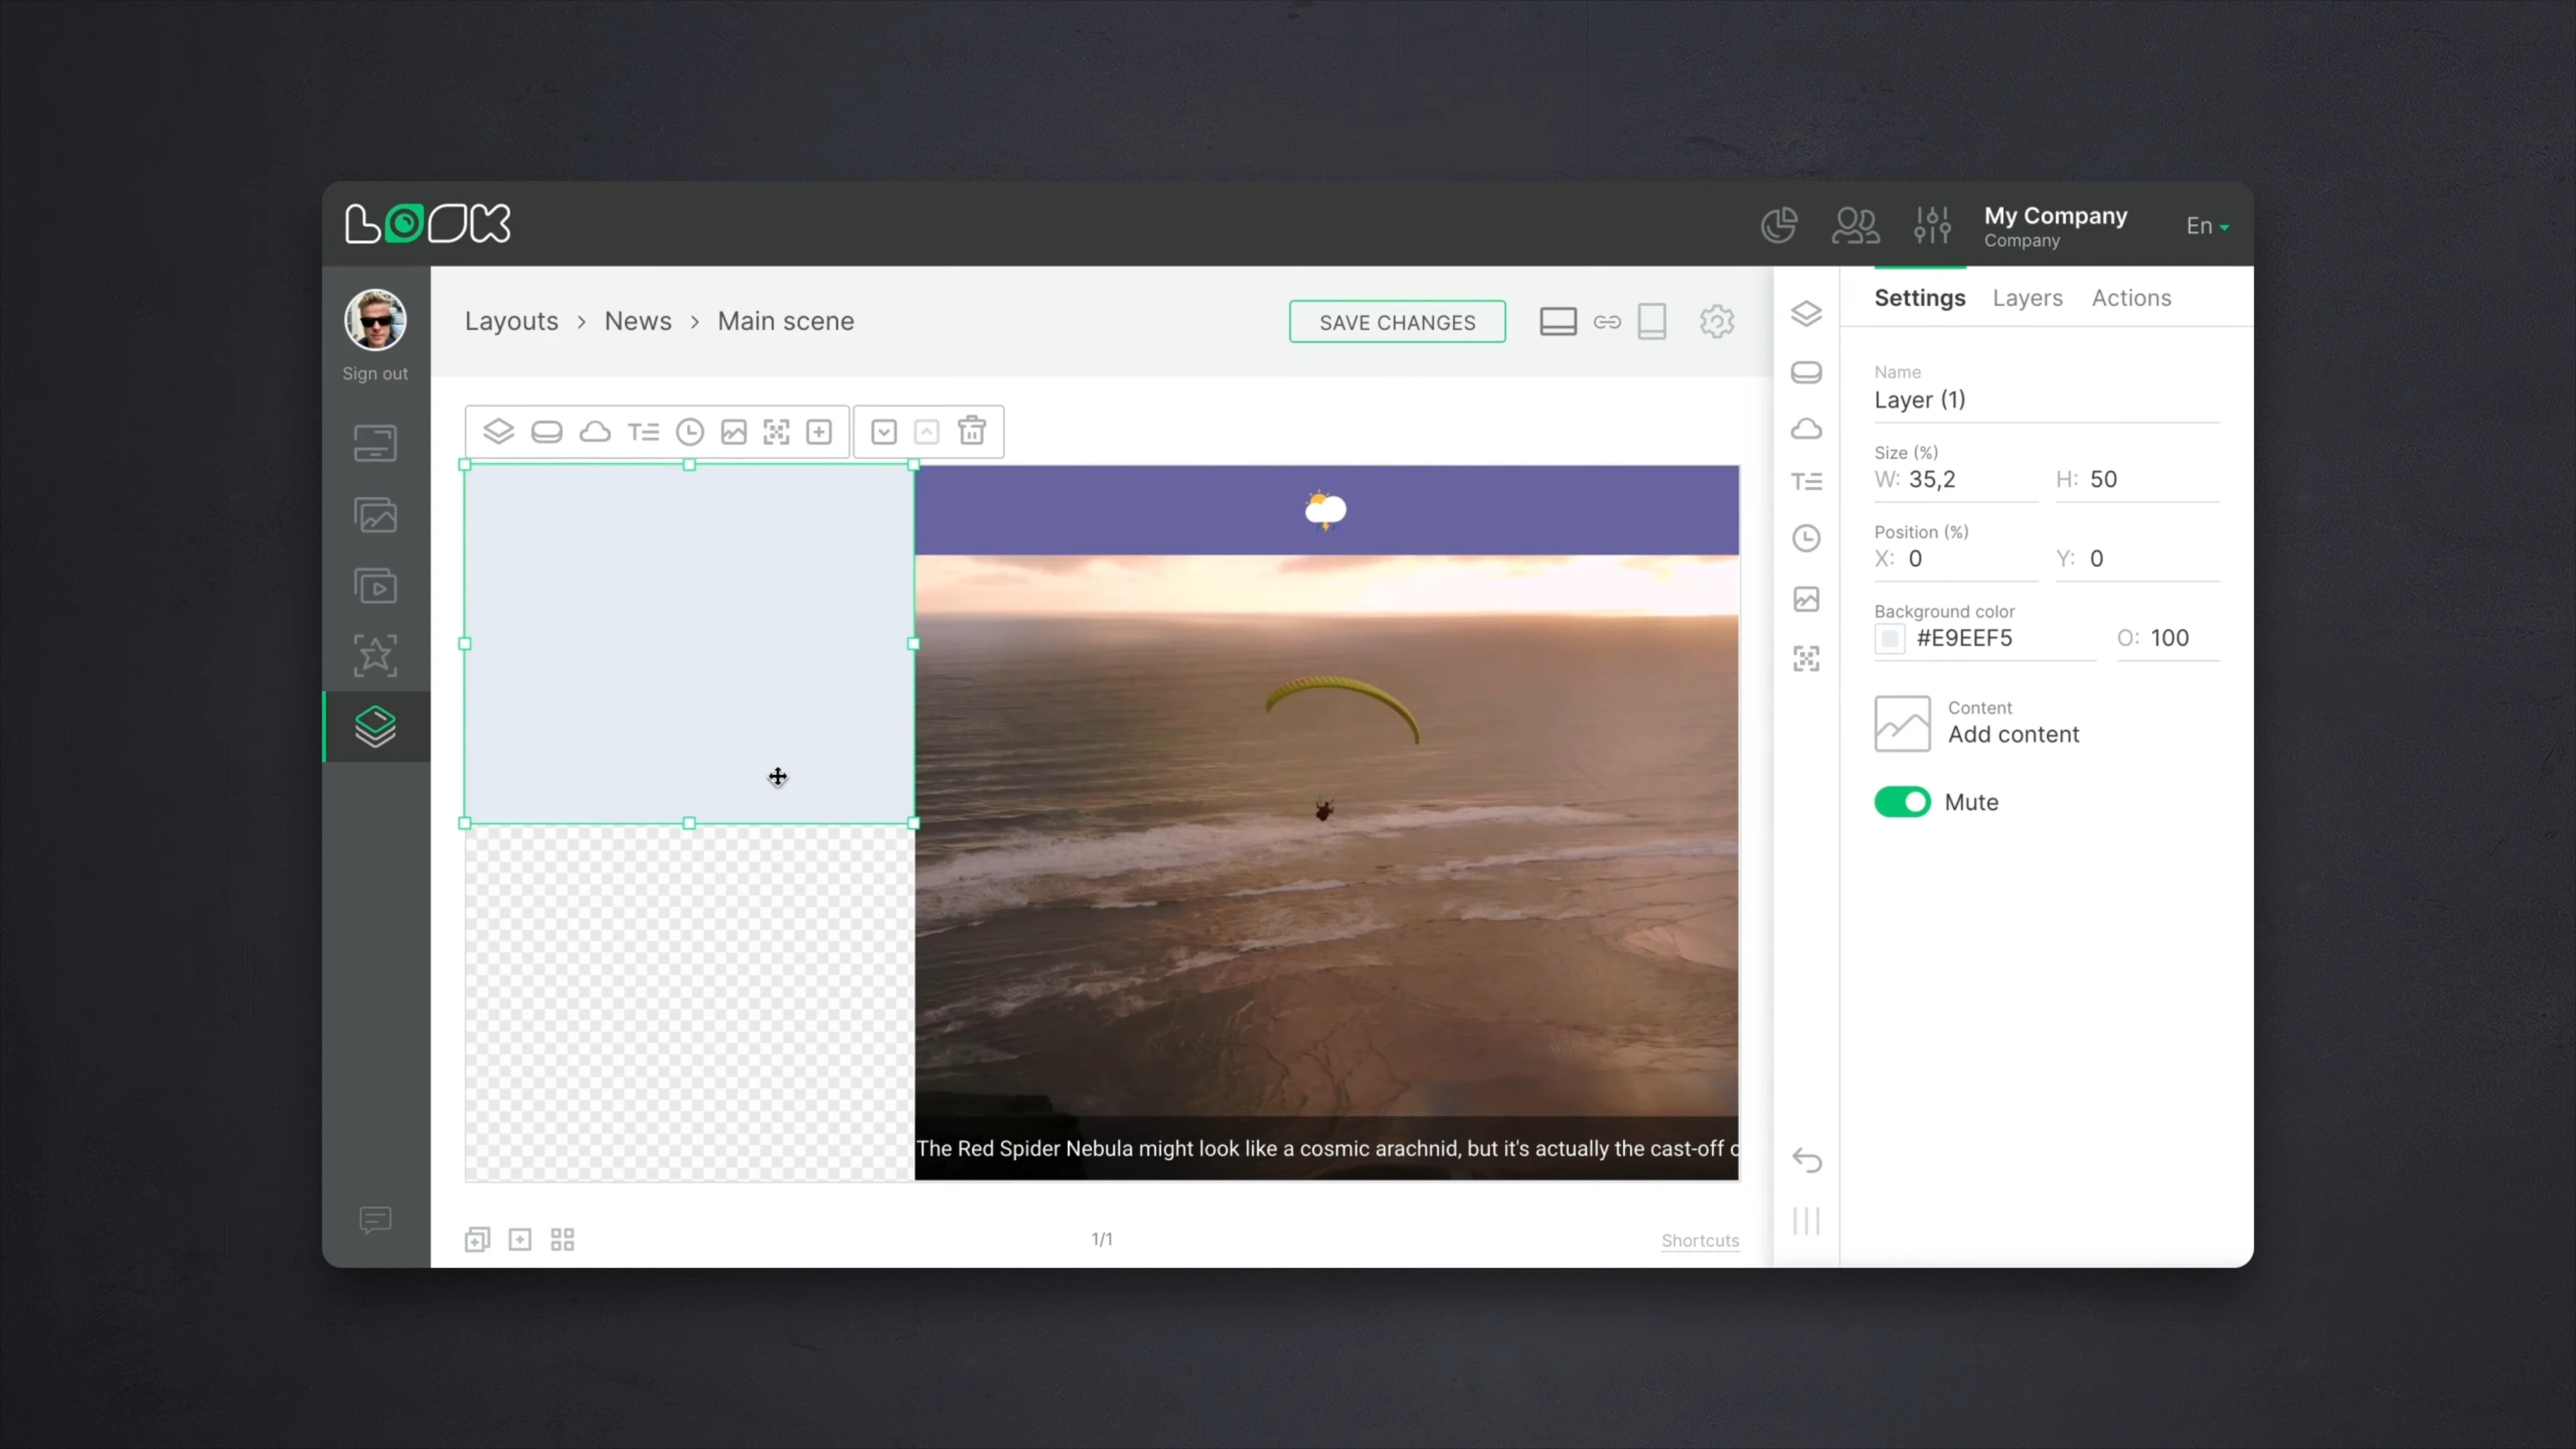 LOOK
My Company
Company
En
Sign out
Layouts > News > Main scene
SAVE CHANGES
Settings Layers Actions
Name
Layer (1)
Size (%)
W: 35,2 H: 50
Position (%)
X: 0 Y: 0
Background color
#E9EEF5 O: 100
Content
Add content
Mute
The Red Spider Nebula might look like a cosmic arachnid, but it's actually the cast-off
1/1
Shortcuts